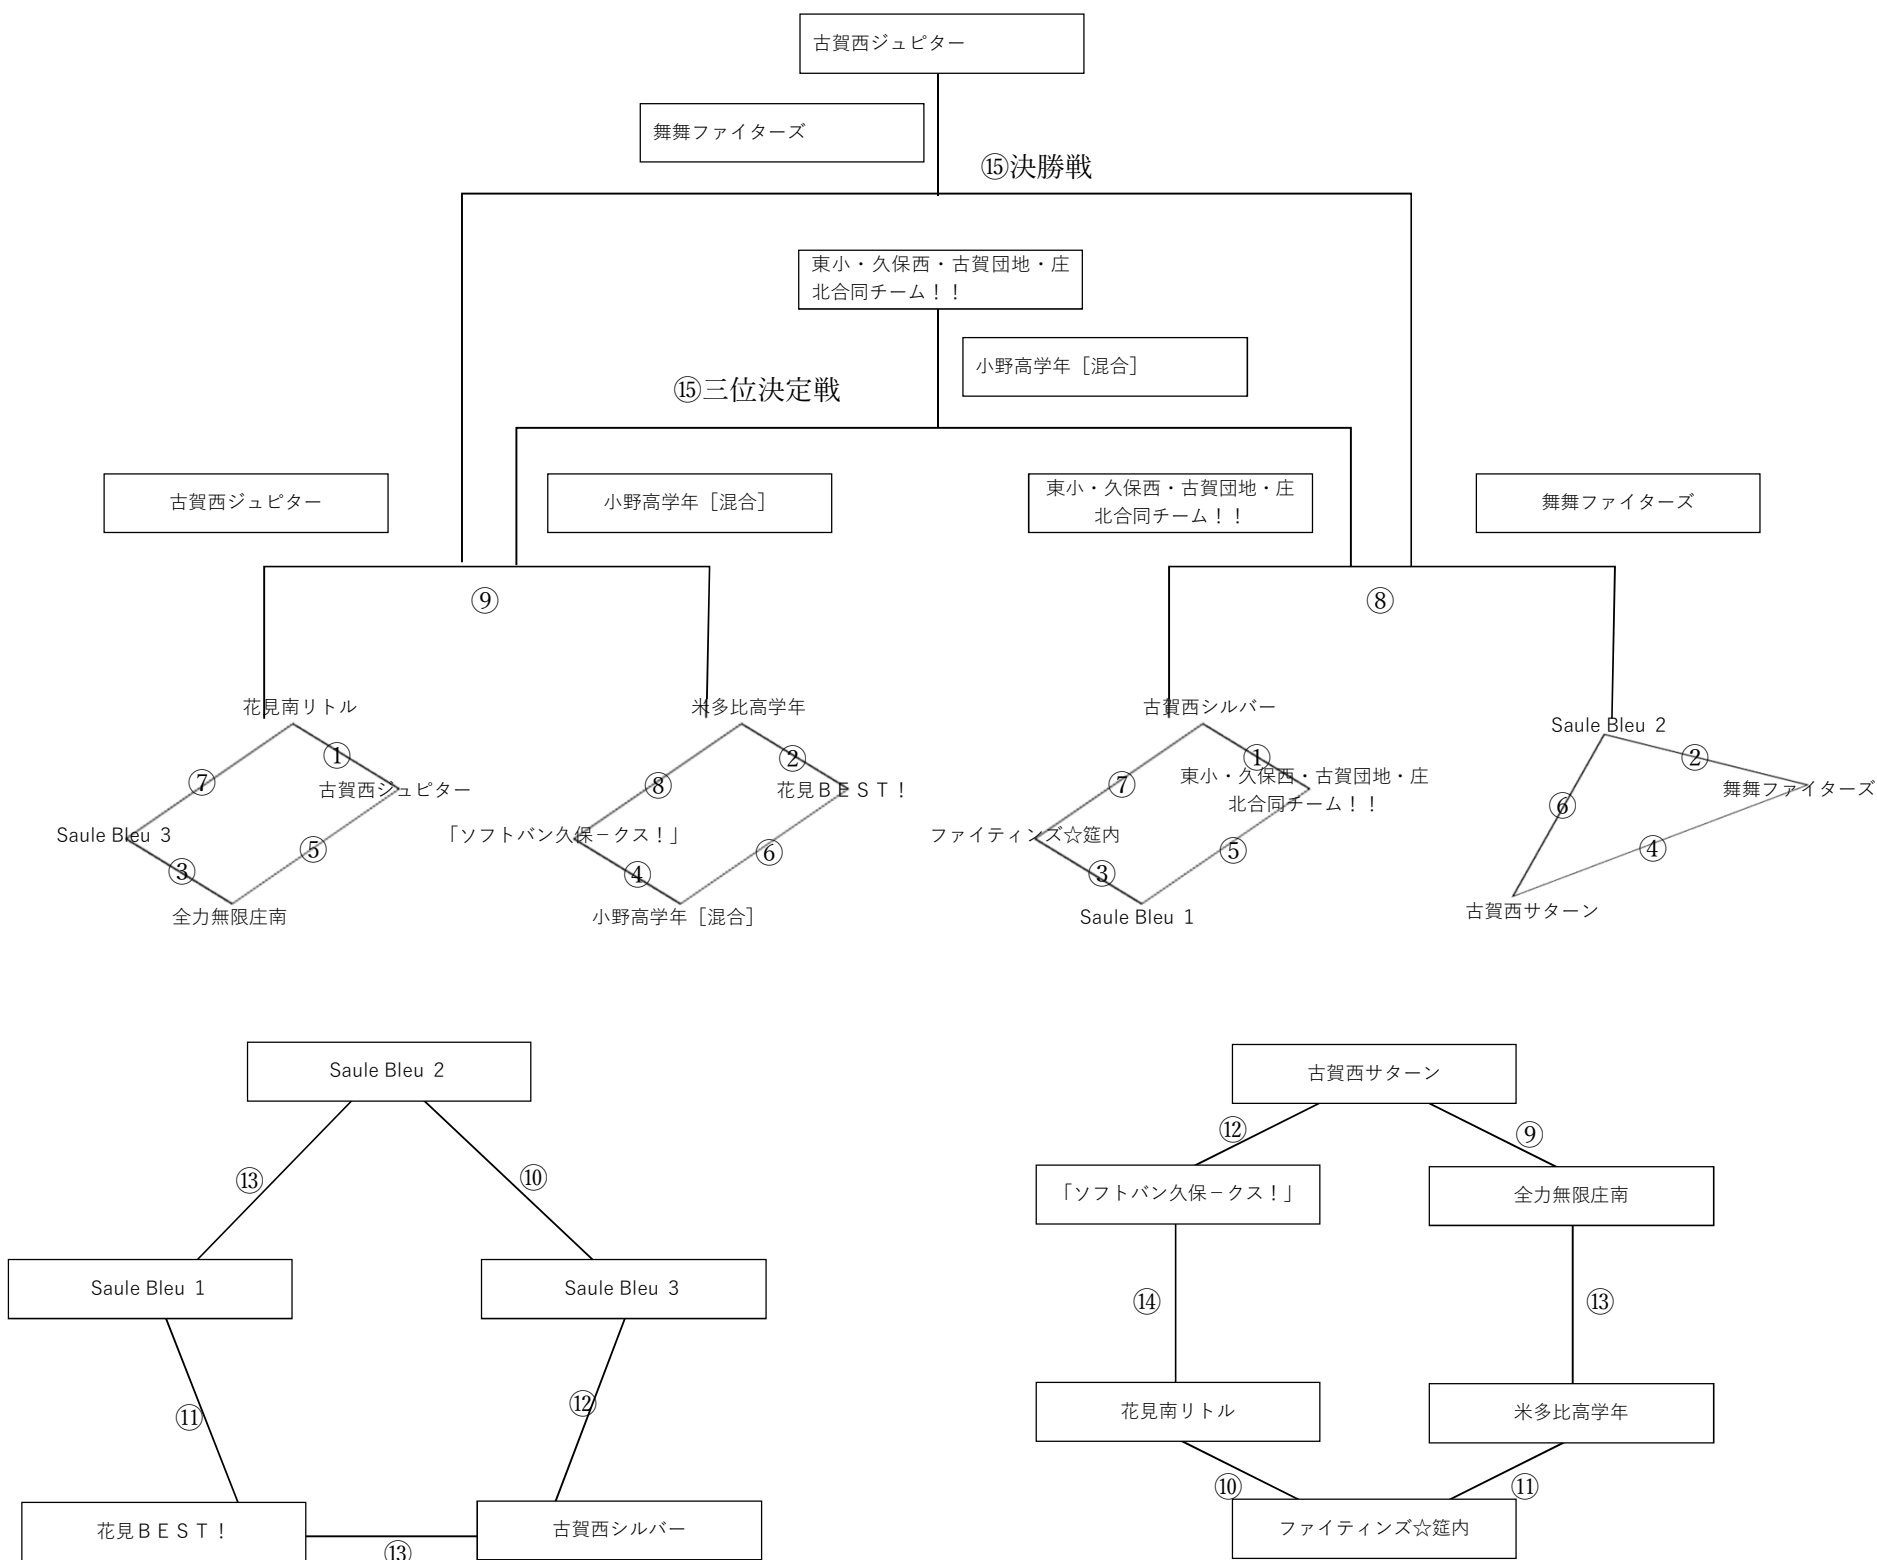 古賀西ジュピター
舞舞ファイターズ
⑮決勝戦
東小・久保西・古賀団地・庄
北合同チーム！！
小野高学年［混合］
⑮三位決定戦
古賀西ジュピター
小野高学年［混合］
東小・久保西・古賀団地・庄
北合同チーム！！
舞舞ファイターズ
⑨
⑧
花見南リトル
①
⑦
古賀西ジュピター
Saule Bleu 3
⑤
③
全力無限庄南
米多比高学年
②
⑧
花見ＢＥＳＴ！
「ソフトバン久保－クス！」
⑥
④
小野高学年［混合］
古賀西シルバー
①
⑦
東小・久保西・古賀団地・庄
北合同チーム！！
ファイティンズ☆筵内
⑤
③
Saule Bleu 1
Saule Bleu 2
②
舞舞ファイターズ
⑥
④
古賀西サターン
Saule Bleu 2
⑬
⑩
Saule Bleu 1
Saule Bleu 3
⑪
⑫
花見ＢＥＳＴ！
古賀西シルバー
⑬
古賀西サターン
⑫
⑨
「ソフトバン久保－クス！」
全力無限庄南
⑭
⑬
花見南リトル
米多比高学年
⑩
⑪
ファイティンズ☆筵内